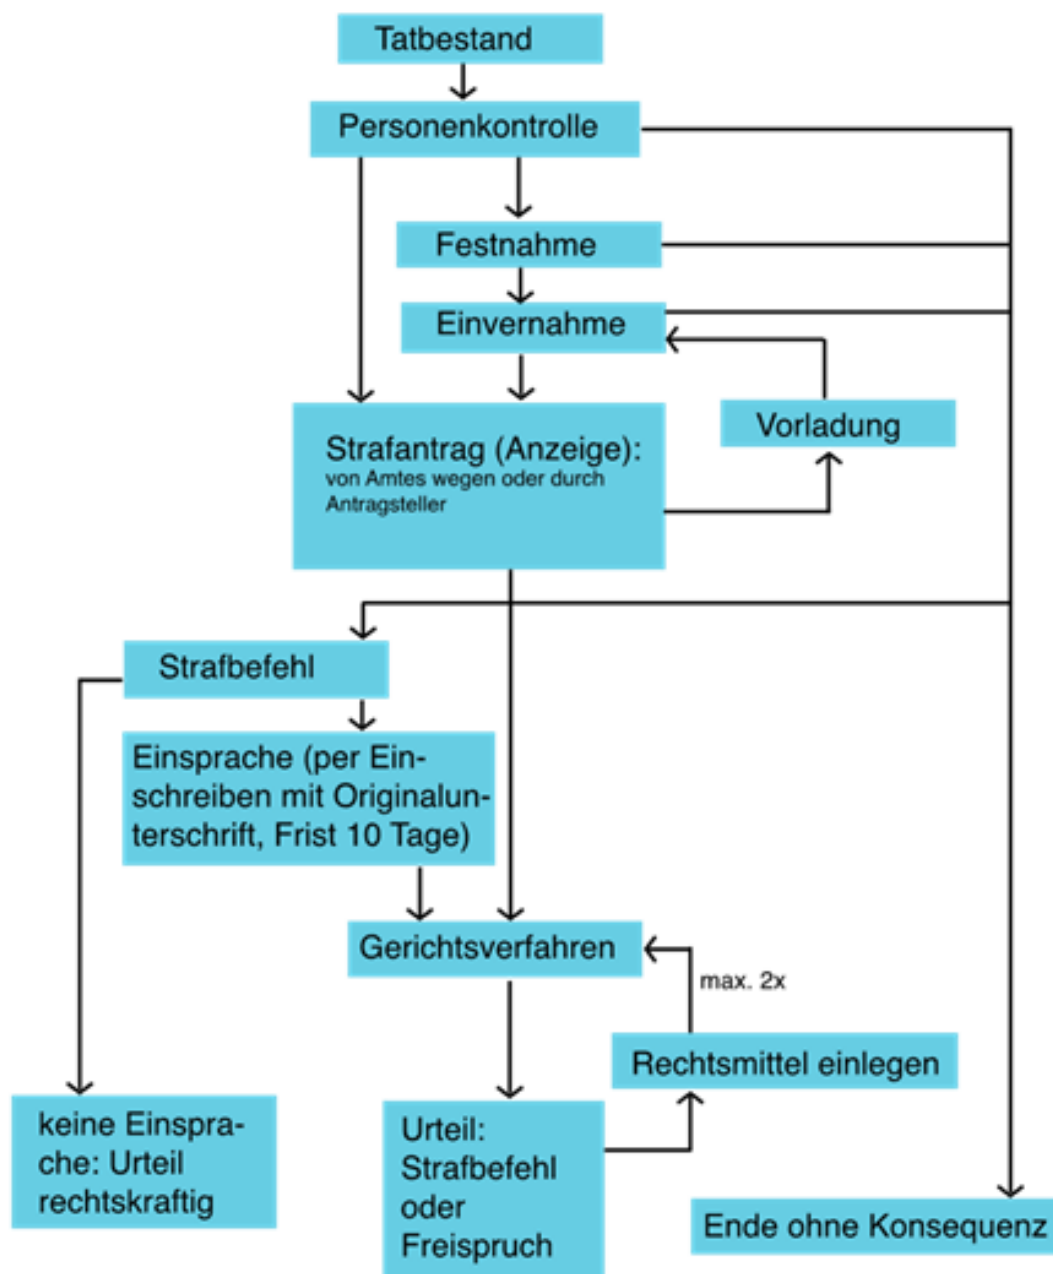 Tatbestand
Personenkontrolle
Festnahme
Einvernahme
Vorladung
Strafantrag (Anzeige):
von Amtes wegen oder durch
Antragsteller
Strafbefehl
Einsprache (per Ein-
schreiben mit Originalun-
terschrift, Frist 10 Tage)
Gerichtsverfahren
max. 2x
Rechtsmittel einlegen
keine Einspra-
che: Urteil
rechtskraftig
Urteil:
Strafbefehl
oder
Freispruch
Ende ohne Konsequenz